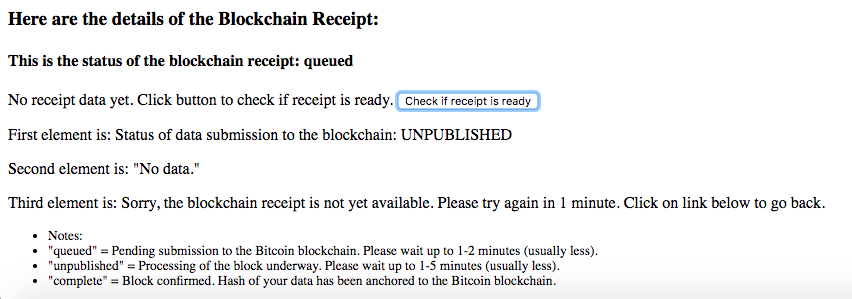 Here are the details of the Blockchain Receipt:
This is the status of the blockchain receipt: queued
No receipt data yet. Click button to check if receipt is ready. Check if receipt is ready
First element is: Status of data submission to the blockchain: UNPUBLISHED
Second element is: "No data."
Third element is: Sorry, the blockchain receipt is not yet available. Please try again in 1 minute. Click on link below to go back.
• Notes:
• "queued" = Pending submission to the Bitcoin blockchain. Please wait up to 1-2 minutes (usually less).
• "unpublished" = Processing of the block underway. Please wait up to 1-5 minutes (usually less).
• "complete" = Block confirmed. Hash of your data has been anchored to the Bitcoin blockchain.